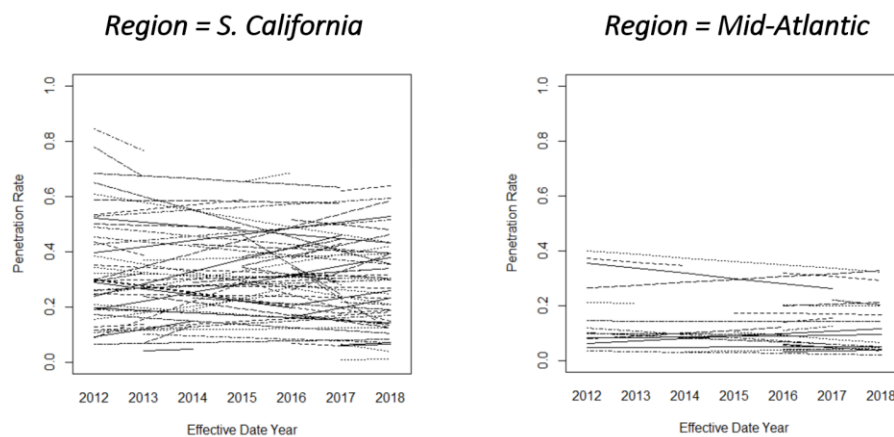 Region = S. California
Region = Mid-Atlantic
Penetration Rate
1.0
0.8
0.6
0.4
0.2
0.0
2012 2013 2014 2015 2016 2017 2018
Effective Date Year
Penetration Rate
1.0
0.8
0.6
0.4
0.2
0.0
2012 2013 2014 2015 2016 2017 2018
Effective Date Year